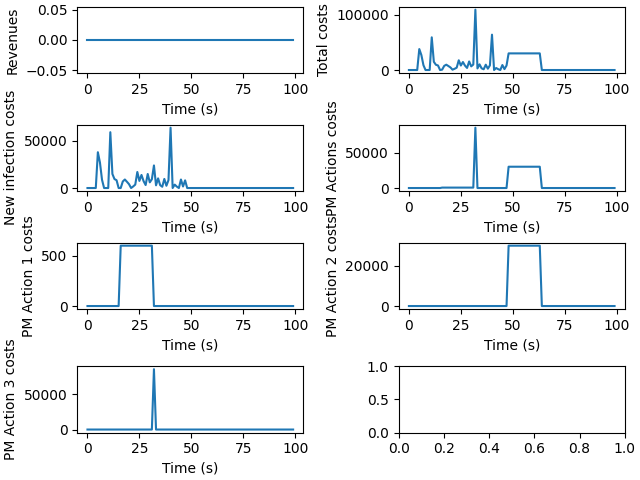 Revenues
0.05
0.00
−0.05
0 25 50 75 100
Time (s)
Total costs
100000
0
0 25 50 75 100
Time (s)
New infection costs
50000
0
0 25 50 75 100
Time (s)
PM Actions costs
50000
0
0 25 50 75 100
Time (s)
PM Action 1 costs
500
0
0 25 50 75 100
Time (s)
PM Action 2 costs
20000
0
0 25 50 75 100
Time (s)
PM Action 3 costs
50000
0
0 25 50 75 100
Time (s)
1.0
0.5
0.0
0.0 0.2 0.4 0.6 0.8 1.0